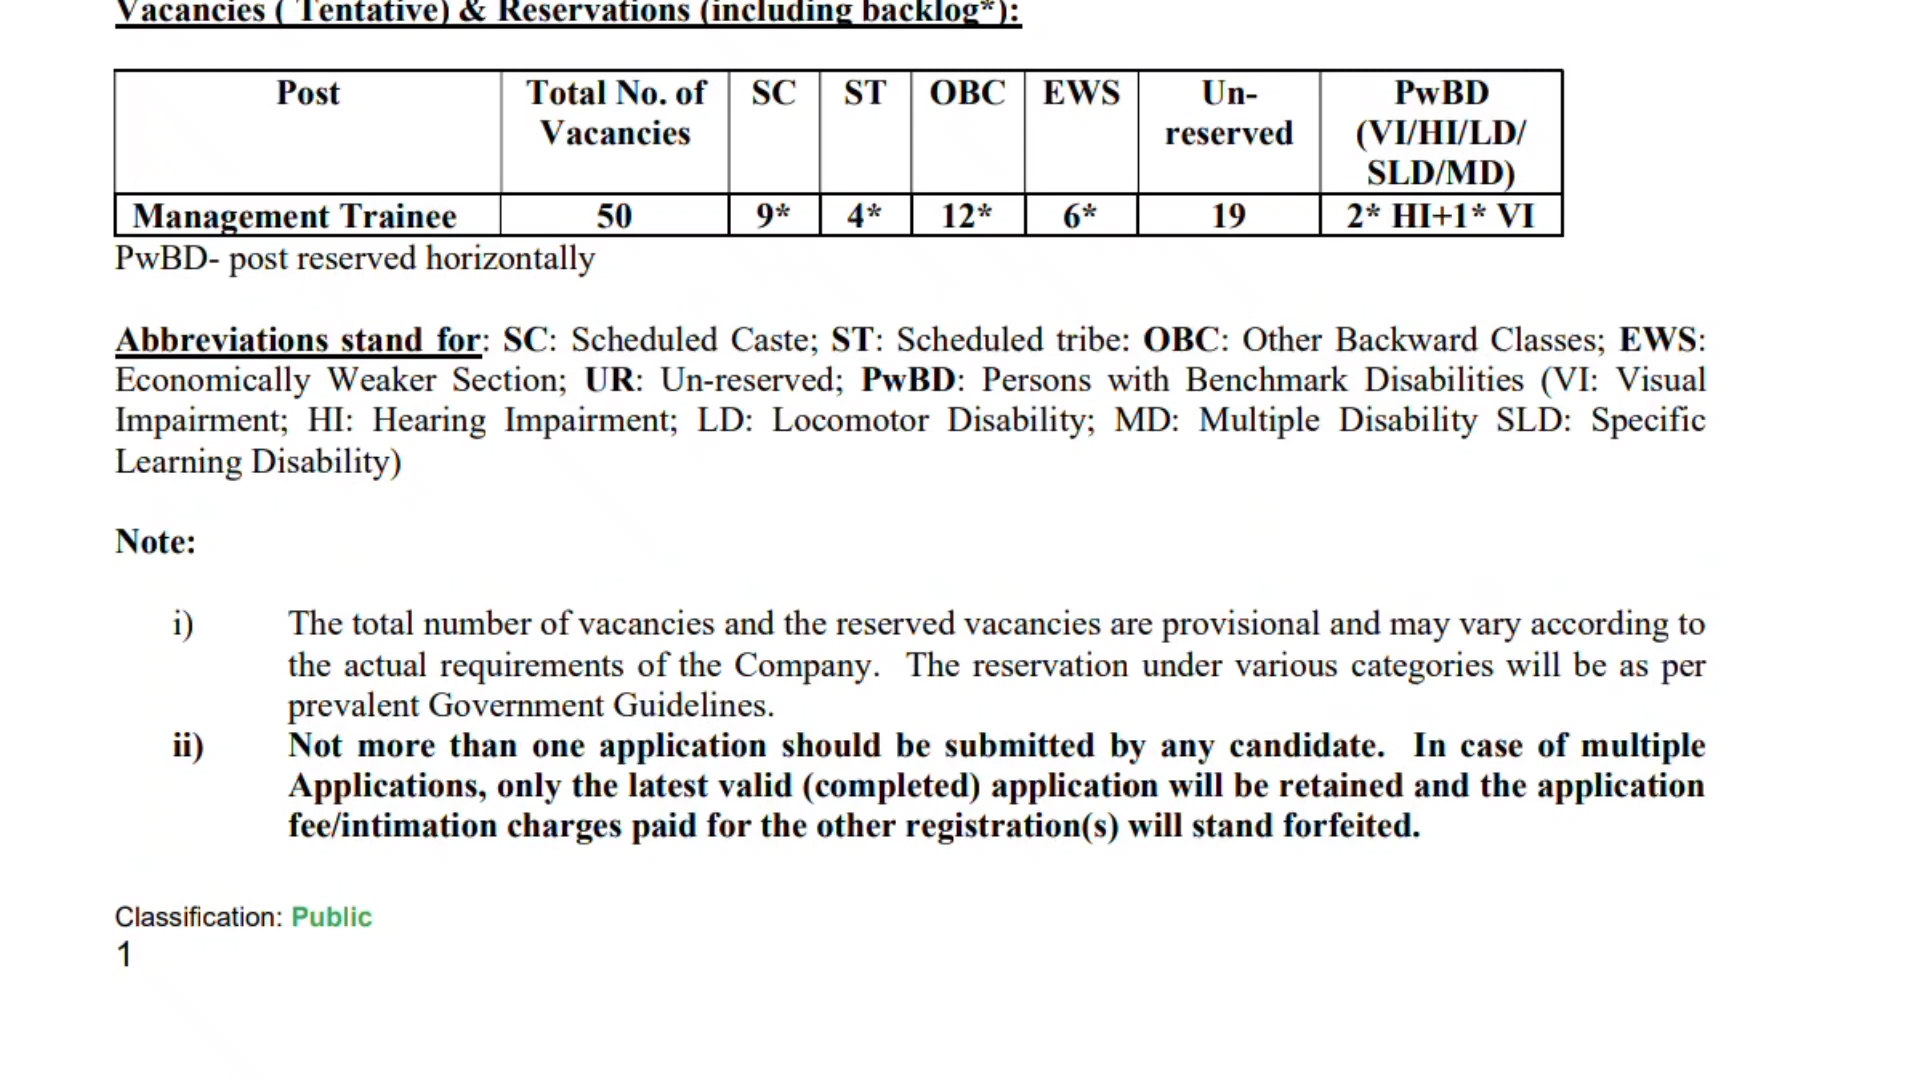 Vacancies ( Tentative) & Reservations (including backlog*):
Post Total No. of Vacancies SC ST OBC EWS Un-reserved PwBD (VI/HI/LD/ SLD/MD)
Management Trainee 50 9* 4* 12* 6* 19 2* HI+1* VI
PwBD- post reserved horizontally
Abbreviations stand for: SC: Scheduled Caste; ST: Scheduled tribe: OBC: Other Backward Classes; EWS:
Economically Weaker Section; UR: Un-reserved; PwBD: Persons with Benchmark Disabilities (VI: Visual
Impairment; HI: Hearing Impairment; LD: Locomotor Disability; MD: Multiple Disability SLD: Specific
Learning Disability)
Note:
i) The total number of vacancies and the reserved vacancies are provisional and may vary according to
the actual requirements of the Company. The reservation under various categories will be as per
prevalent Government Guidelines.
ii) Not more than one application should be submitted by any candidate. In case of multiple
Applications, only the latest valid (completed) application will be retained and the application
fee/intimation charges paid for the other registration(s) will stand forfeited.
Classification: Public
1